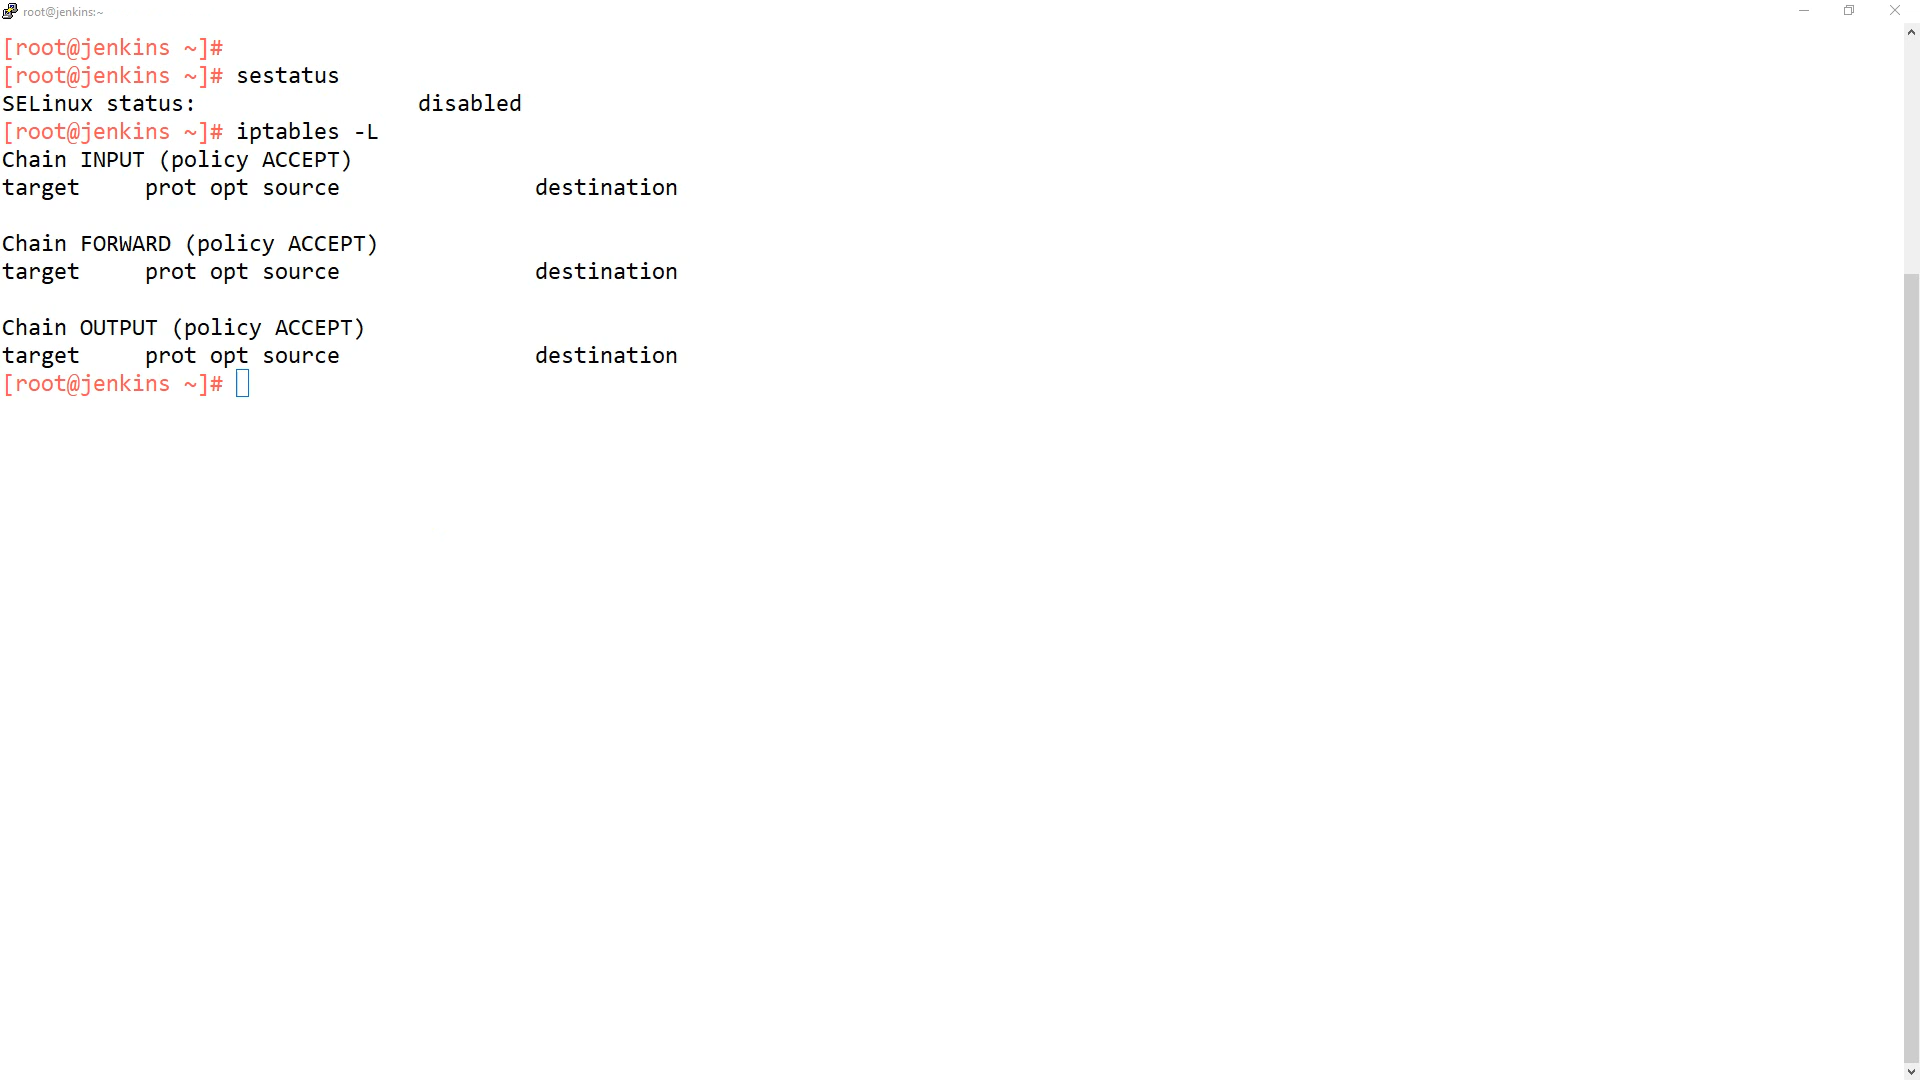 root@jenkins:~
[root@jenkins ~]#
[root@jenkins ~]# sestatus
SELinux status:                 disabled
[root@jenkins ~]# iptables -L
Chain INPUT (policy ACCEPT)
target     prot opt source               destination

Chain FORWARD (policy ACCEPT)
target     prot opt source               destination

Chain OUTPUT (policy ACCEPT)
target     prot opt source               destination
[root@jenkins ~]#